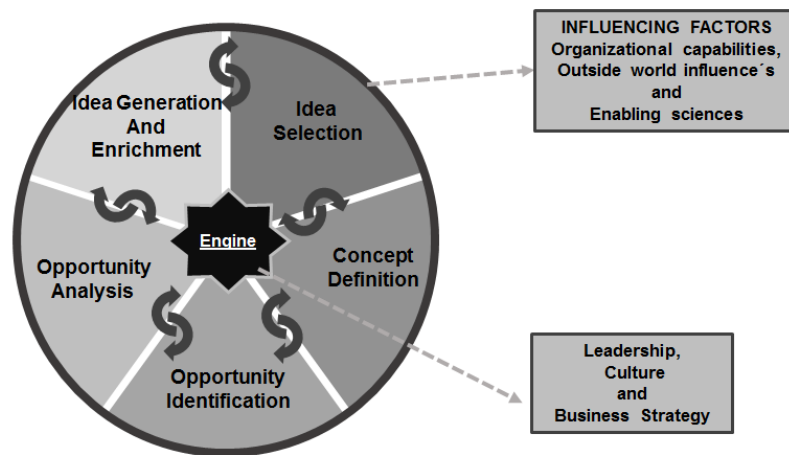 Idea Generation
And
Enrichment
Idea
Selection
Concept
Definition
Opportunity
Identification
Opportunity
Analysis
Engine
INFLUENCING FACTORS
Organizational capabilities,
Outside world influence´s
and
Enabling sciences
Leadership,
Culture
and
Business Strategy